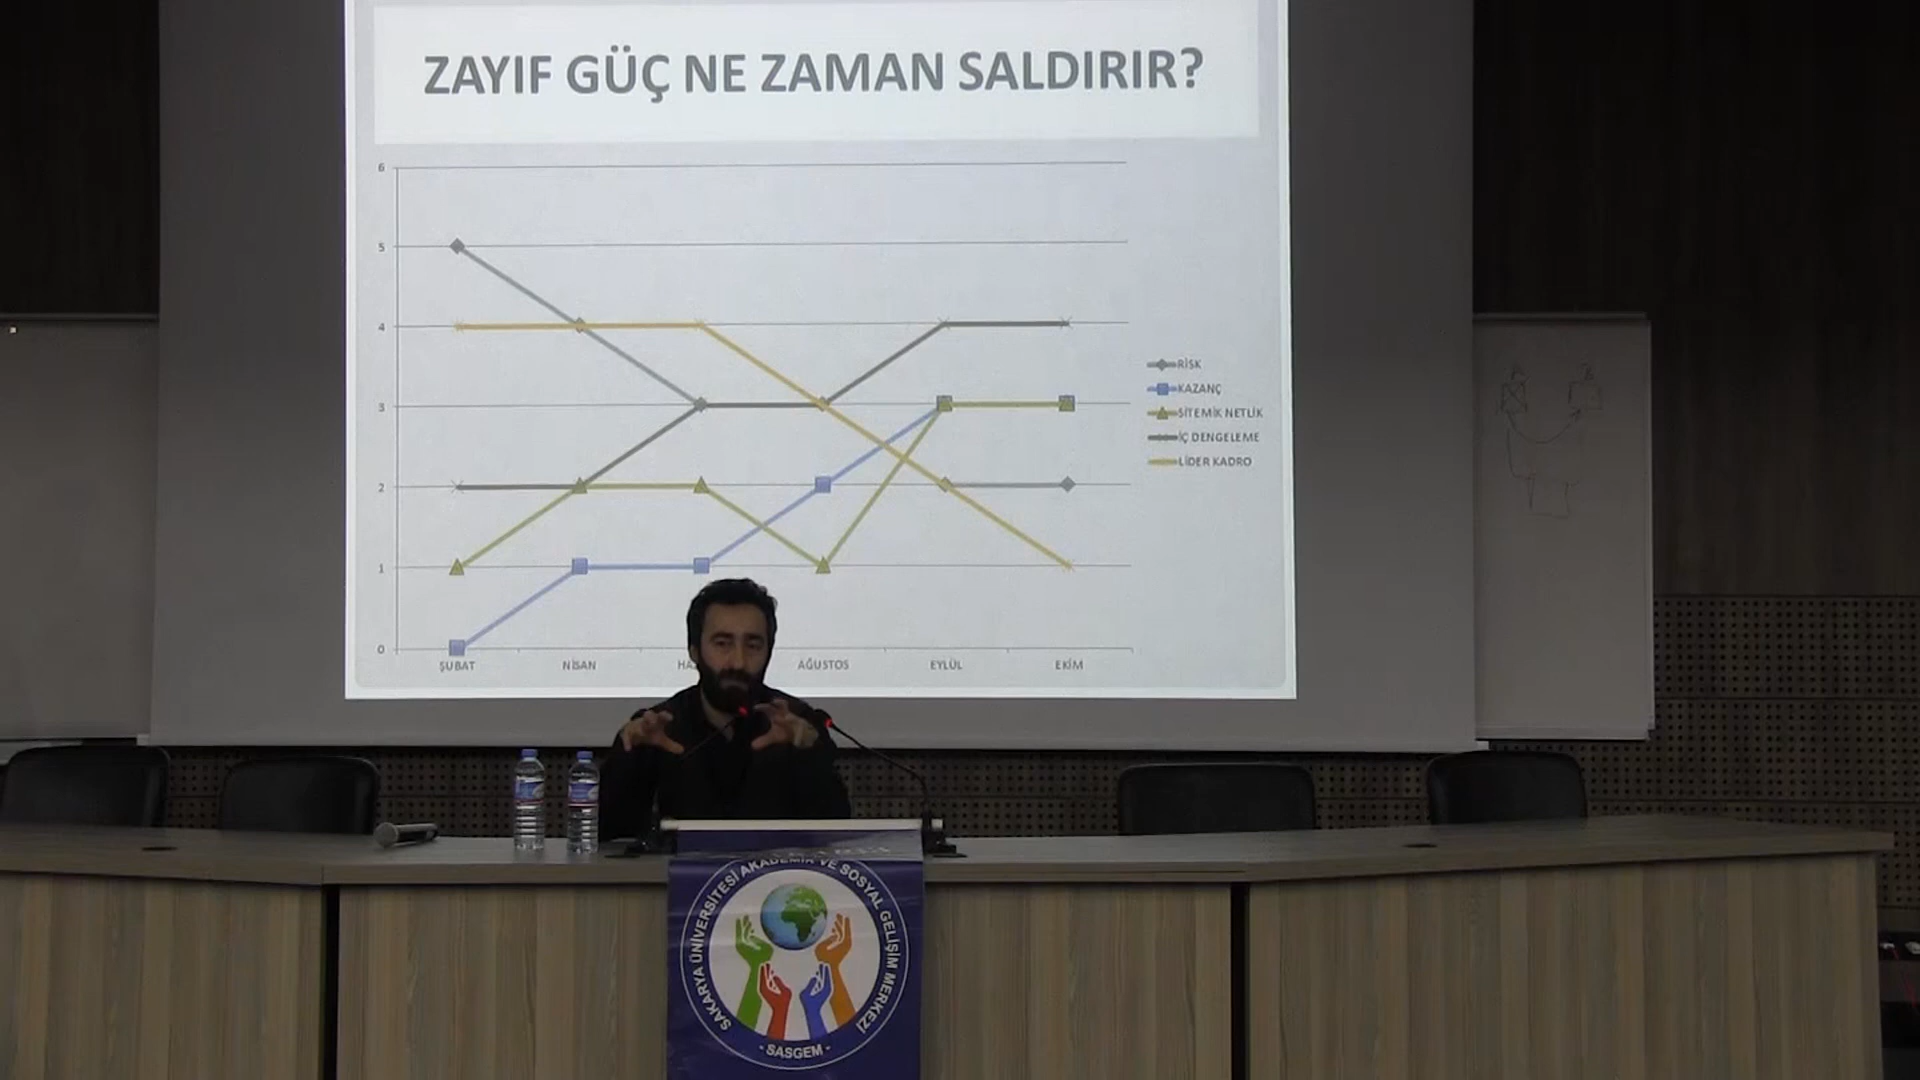 ZAYIF GÜÇ NE ZAMAN SALDIRIR?
6
5
4
3
2
1
0
ŞUBAT
NİSAN
AĞUSTOS
EYLÜL
EKİM
RİSK
KAZANÇ
SİTEMİK NETLİK
İÇ DENGELEME
LİDER KADRO
SAKARYA ÜNİVERSİTESİ AKADEMİK VE SOSYAL GELİŞİM MERKEZİ
- SASGEM -